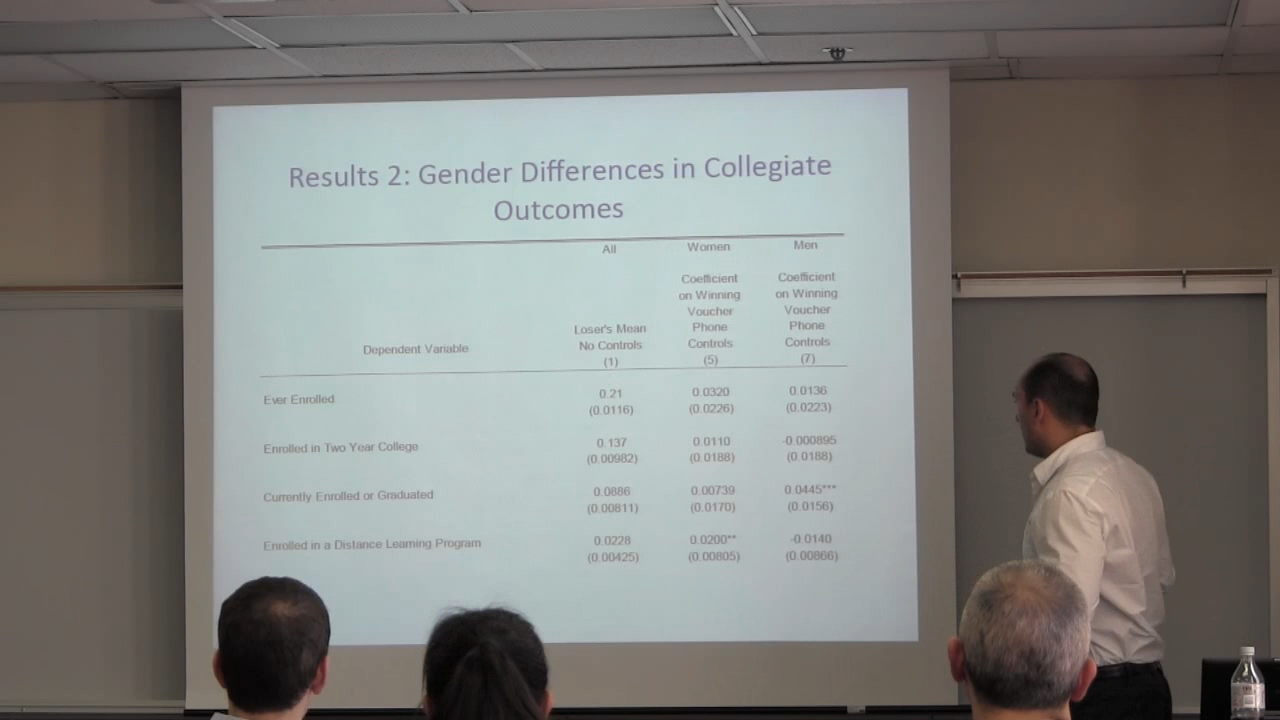 Results 2: Gender Differences in Collegiate
Outcomes
All Women Men
Dependent Variable
Loser's Mean
No Controls
(1)
Coefficient
on Winning
Voucher
Phone
Controls
(5)
Coefficient
on Winning
Voucher
Phone
Controls
(7)
Ever Enrolled 0.21 0.0320 0.0136
(0.0116) (0.0226) (0.0223)
Enrolled in Two Year College 0.137 0.0110 -0.000895
(0.00982) (0.0188) (0.0188)
Currently Enrolled or Graduated 0.0886 0.00739 0.0445***
(0.00811) (0.0170) (0.0156)
Enrolled in a Distance Learning Program 0.0228 0.0200** -0.0140
(0.00425) (0.00805) (0.00866)